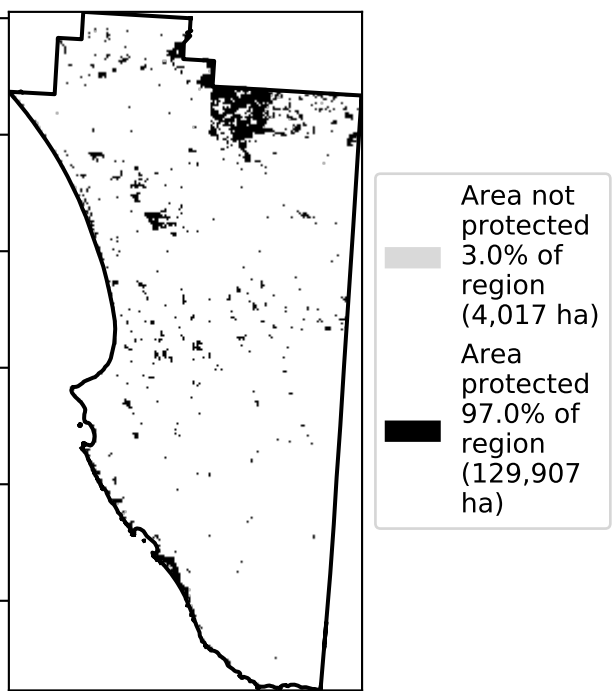 Area not
protected
3.0% of
region
(4,017 ha)
Area
protected
97.0% of
region
(129,907
ha)